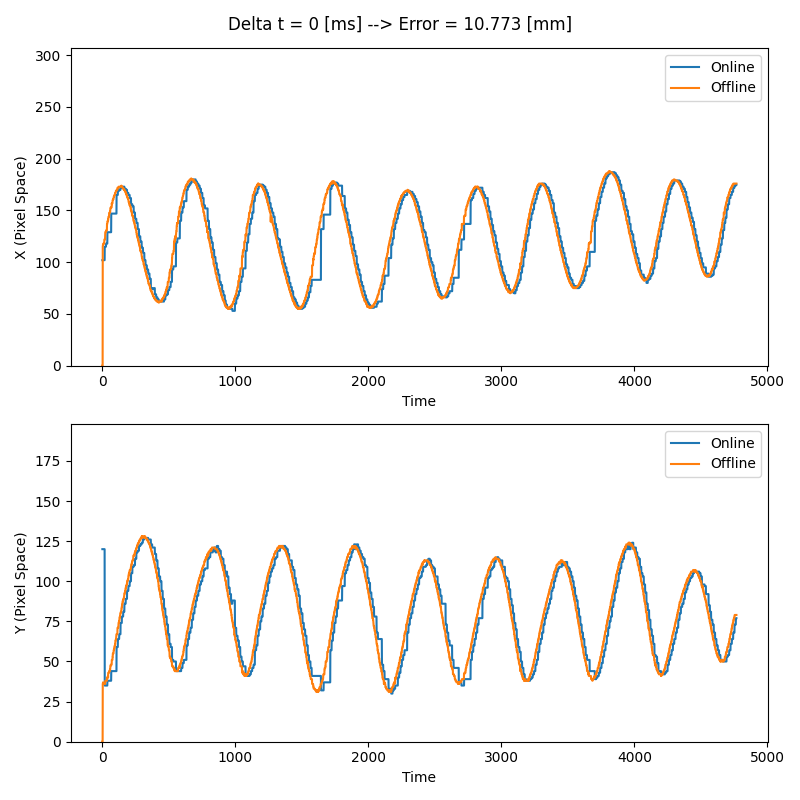 Delta t = 0 [ms] --> Error = 10.773 [mm]
300
250
200
150
100
50
0
X (Pixel Space)
Online
Offline
0 1000 2000 3000 4000 5000
Time
175
150
125
100
75
50
25
0
Y (Pixel Space)
Online
Offline
0 1000 2000 3000 4000 5000
Time